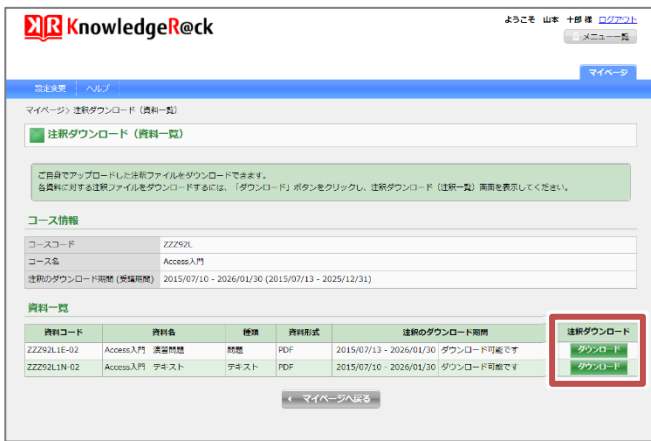 KR KnowledgeR@ck
ようこそ 山本 十郎 様 ログアウト
メニュー一覧
マイページ
設定変更 ヘルプ
マイページ> 注釈ダウンロード（資料一覧）
注釈ダウンロード（資料一覧）
ご自身でアップロードした注釈ファイルをダウンロードできます。
各資料に対する注釈ファイルをダウンロードするには、「ダウンロード」ボタンをクリックし、注釈ダウンロード（注釈一覧）画面を表示してください。
コース情報
コースコード ZZZ92L
コース名 Access入門
注釈のダウンロード期間 (受講期間) 2015/07/10 - 2026/01/30 (2015/07/13 - 2025/12/31)
資料一覧
資料コード 資料名 種類 資料形式 注釈のダウンロード期間 注釈ダウンロード
ZZZ92L1E-02 Access入門 演習問題 問題 PDF 2015/07/13 - 2026/01/30 ダウンロード可能です ダウンロード
ZZZ92L1N-02 Access入門 テキスト テキスト PDF 2015/07/10 - 2026/01/30 ダウンロード可能です ダウンロード
マイページへ戻る